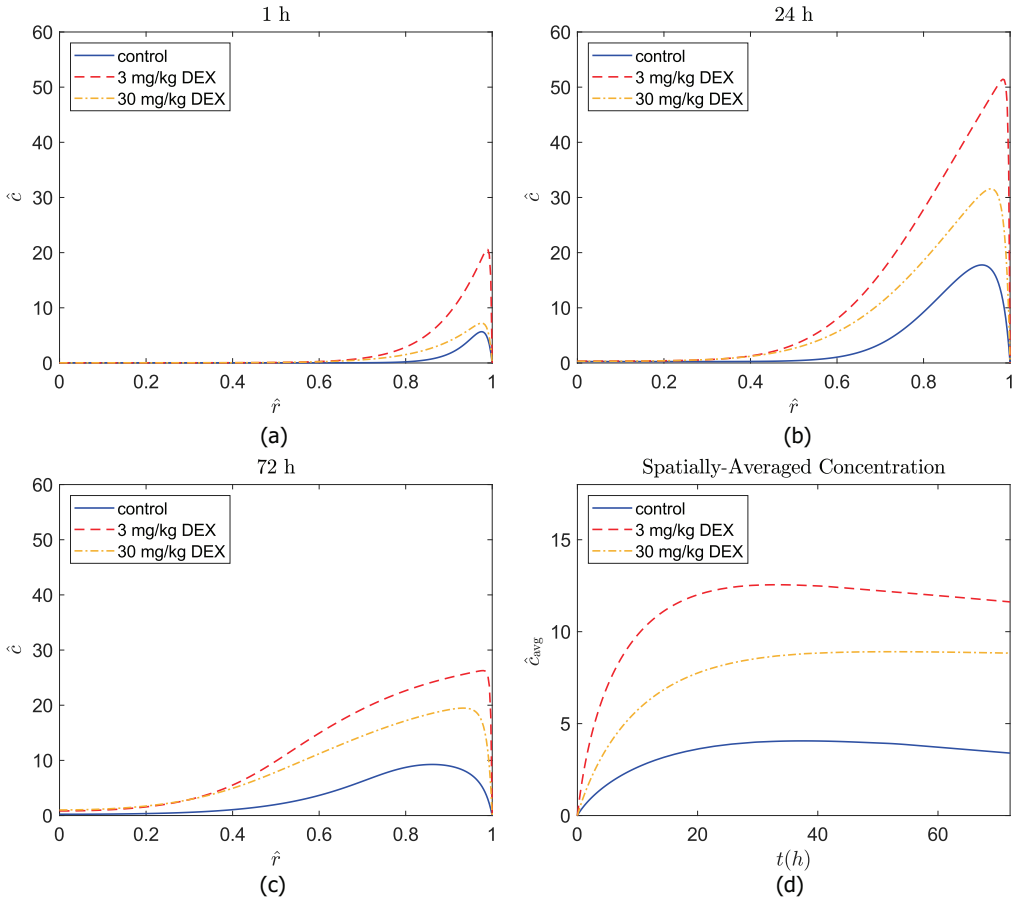 1 h
60
50
40
30
20
10
0
control
3 mg/kg DEX
30 mg/kg DEX
ĉ
0 0.2 0.4 0.6 0.8 1
r̂
(a)
24 h
60
50
40
30
20
10
0
control
3 mg/kg DEX
30 mg/kg DEX
ĉ
0 0.2 0.4 0.6 0.8 1
r̂
(b)
72 h
60
50
40
30
20
10
0
control
3 mg/kg DEX
30 mg/kg DEX
ĉ
0 0.2 0.4 0.6 0.8 1
r̂
(c)
Spatially-Averaged Concentration
15
10
5
0
control
3 mg/kg DEX
30 mg/kg DEX
ĉavg
0 20 40 60
t(h)
(d)